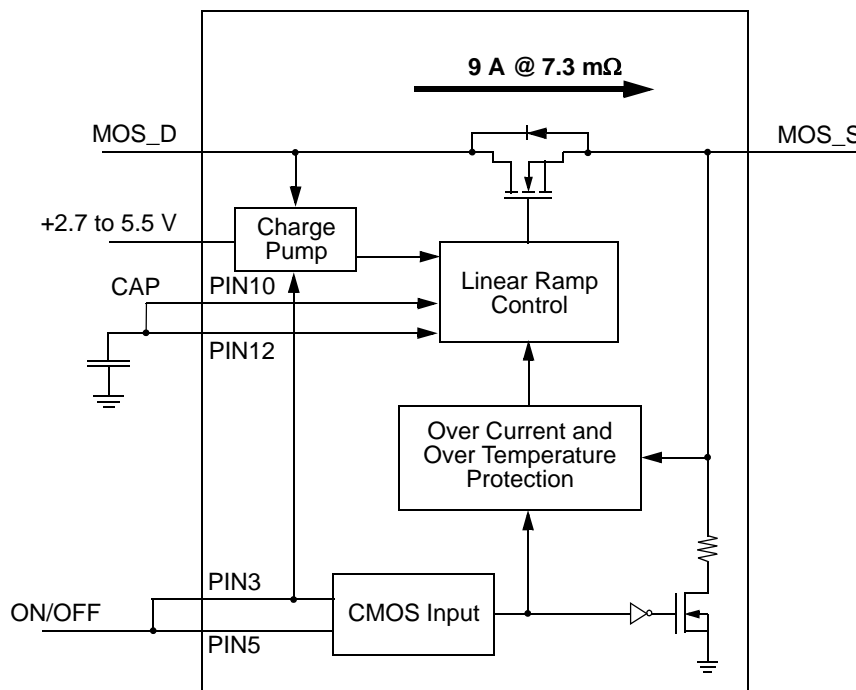 9 A @ 7.3 mΩ
MOS_D
MOS_S
+2.7 to 5.5 V
Charge
Pump
CAP
PIN10
Linear Ramp
Control
PIN12
Over Current and
Over Temperature
Protection
PIN3
ON/OFF
CMOS Input
PIN5